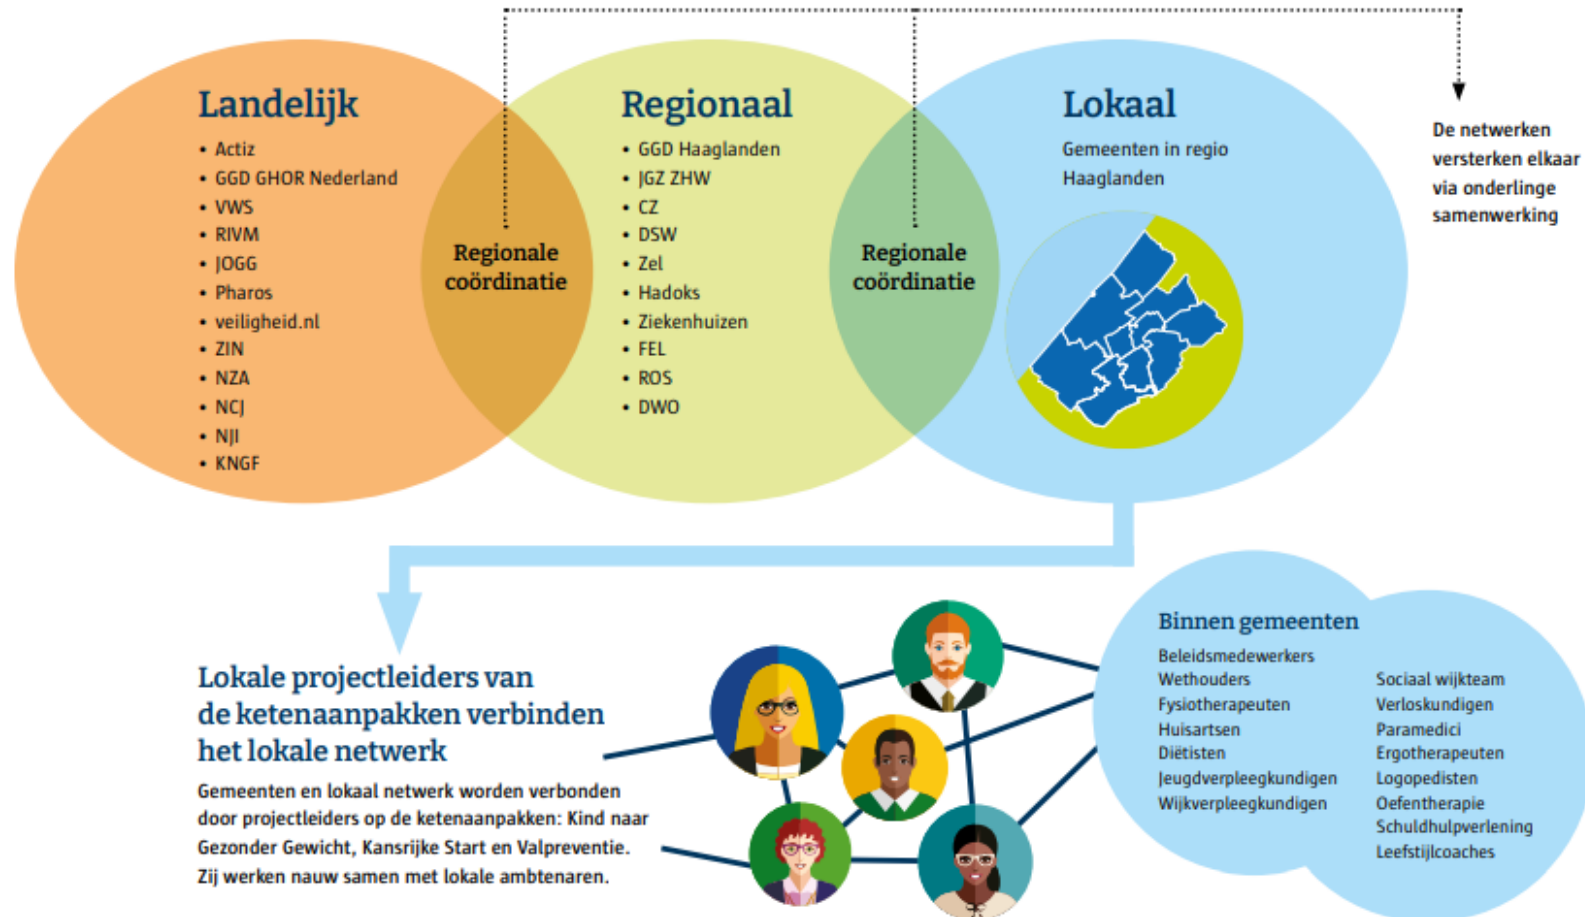 Landelijk
• Actiz
• GGD GHOR Nederland
• VWS
• RIVM
• JOGG
• Pharos
• veiligheid.nl
• ZIN
• NZA
• NCJ
• NJI
• KNGF
Regionale
coördinatie
Regionaal
• GGD Haaglanden
• JGZ ZHW
• CZ
• DSW
• Zel
• Hadoks
• Ziekenhuizen
• FEL
• ROS
• DWO
Regionale
coördinatie
Lokaal
Gemeenten in regio
Haaglanden
De netwerken
versterken elkaar
via onderlinge
samenwerking
Lokale projectleiders van
de ketenaanpakken verbinden
het lokale netwerk
Gemeenten en lokaal netwerk worden verbonden
door projectleiders op de ketenaanpakken: Kind naar
Gezonder Gewicht, Kansrijke Start en Valpreventie.
Zij werken nauw samen met lokale ambtenaren.
Binnen gemeenten
Beleidsmedewerkers
Wethouders
Fysiotherapeuten
Huisartsen
Diëtisten
Jeugdverpleegkundigen
Wijkverpleegkundigen
Sociaal wijkteam
Verloskundigen
Paramedici
Ergotherapeuten
Logopedisten
Oefentherapie
Schuldhulpverlening
Leefstijlcoaches